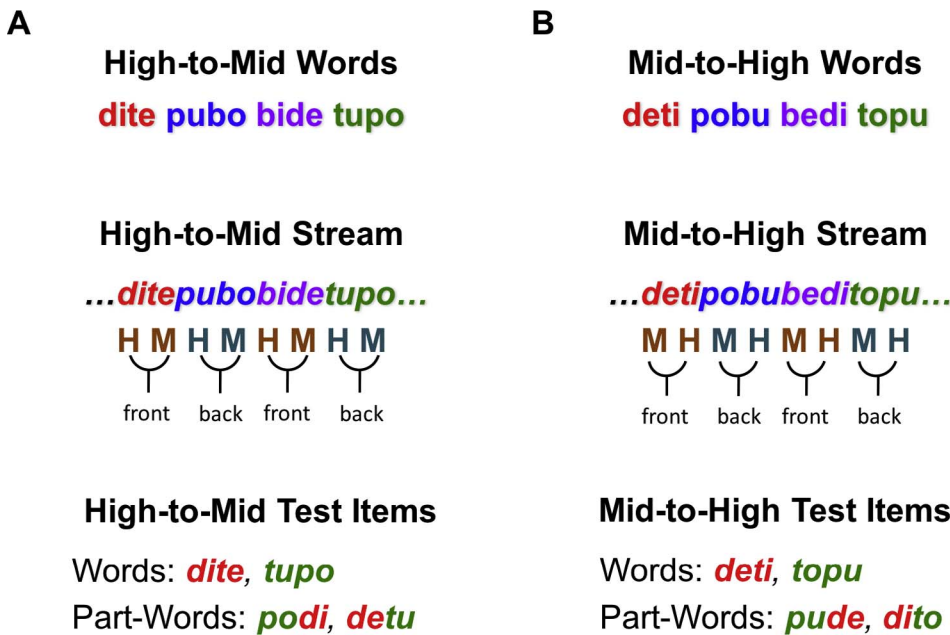 A
High-to-Mid Words
dite pubo bide tupo
High-to-Mid Stream
...ditepubobidetupo...
H M H M H M H M
front back front back
High-to-Mid Test Items
Words: dite, tupo
Part-Words: podi, detu
B
Mid-to-High Words
deti pobu bedi topu
Mid-to-High Stream
...detipobubeditopu...
M H M H M H M H
front back front back
Mid-to-High Test Items
Words: deti, topu
Part-Words: pude, dito